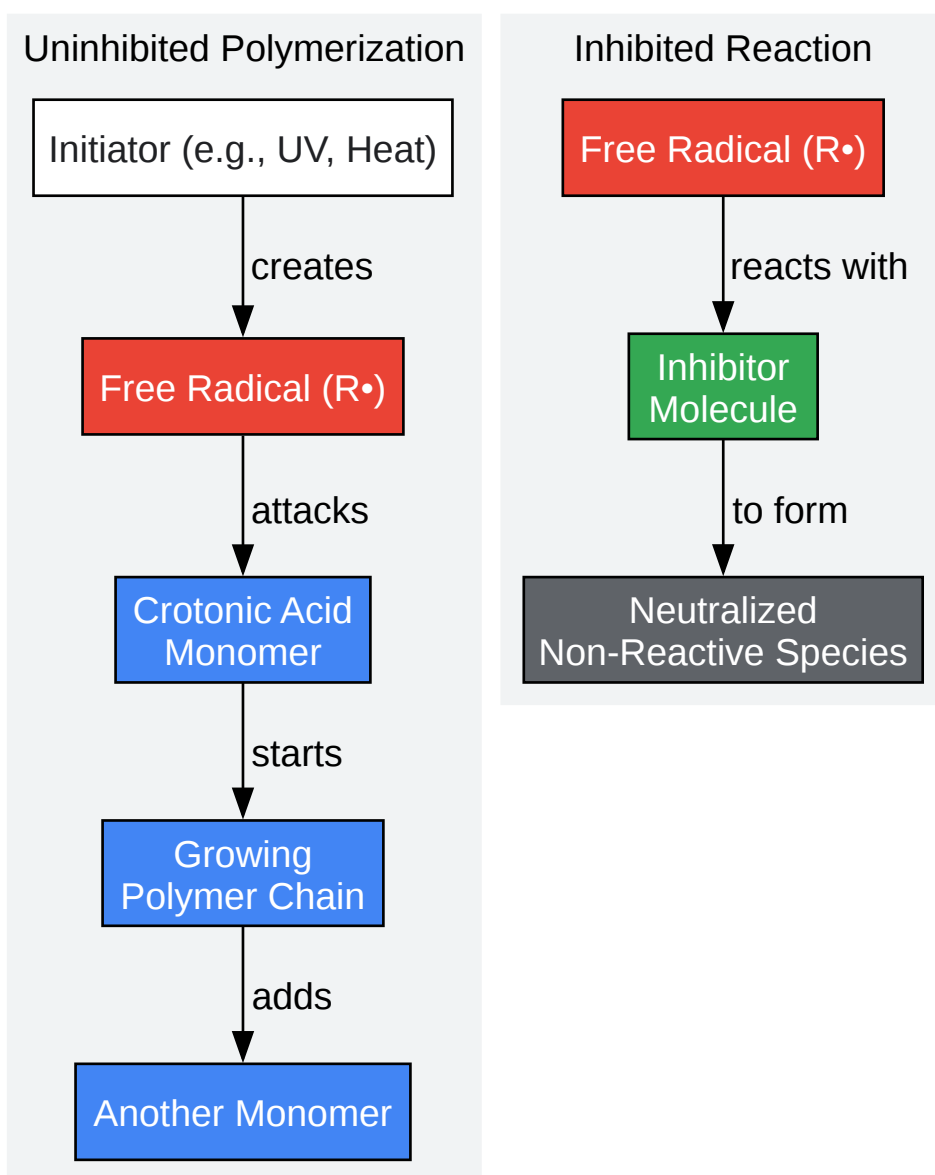 Uninhibited Polymerization
Initiator (e.g., UV, Heat)
creates
Free Radical (R•)
attacks
Crotonic Acid
Monomer
starts
Growing
Polymer Chain
adds
Another Monomer
Inhibited Reaction
Free Radical (R•)
reacts with
Inhibitor
Molecule
to form
Neutralized
Non-Reactive Species